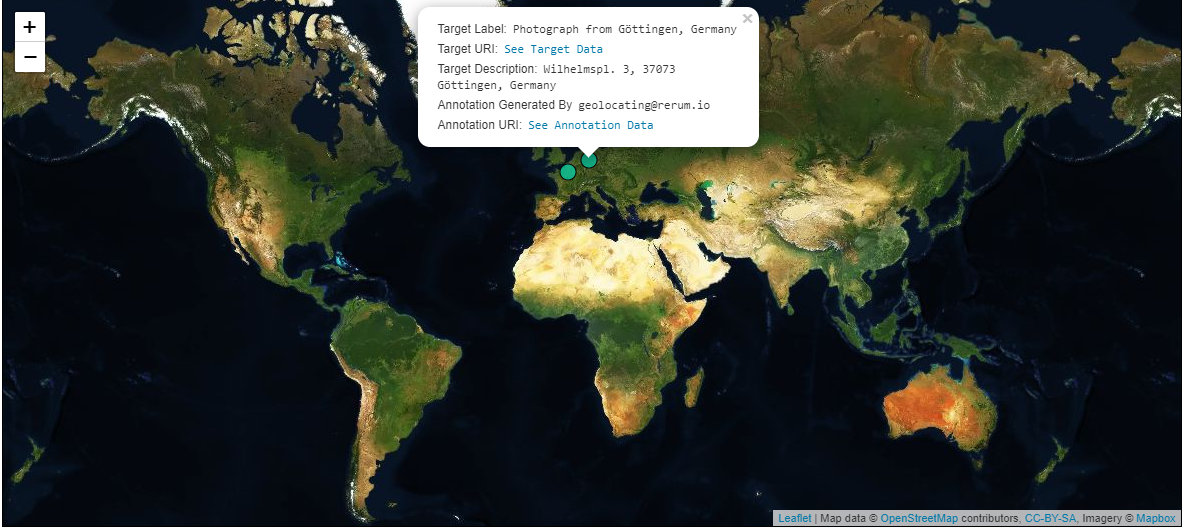 +
−
×
Target Label: Photograph from Göttingen, Germany
Target URI: See Target Data
Target Description: Wilhelmspl. 3, 37073
Göttingen, Germany
Annotation Generated By geolocating@rerum.io
Annotation URI: See Annotation Data
Leaflet | Map data © OpenStreetMap contributors, CC-BY-SA, Imagery © Mapbox